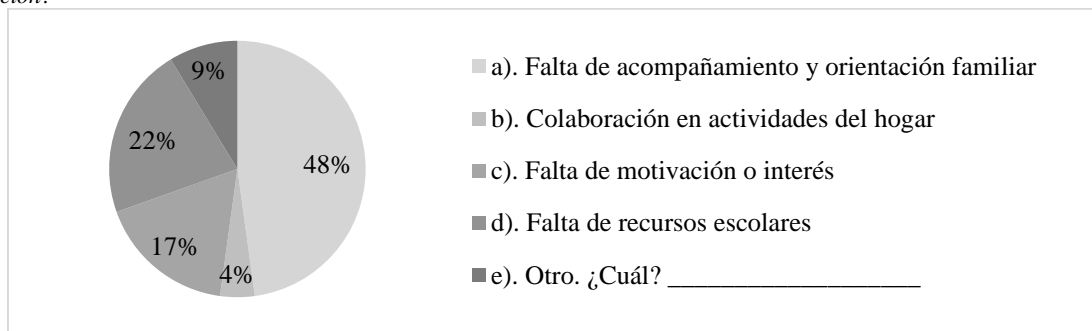 9%
22%
48%
17%
4%
a). Falta de acompañamiento y orientación familiar
b). Colaboración en actividades del hogar
c). Falta de motivación o interés
d). Falta de recursos escolares
e). Otro. ¿Cuál? ___________________